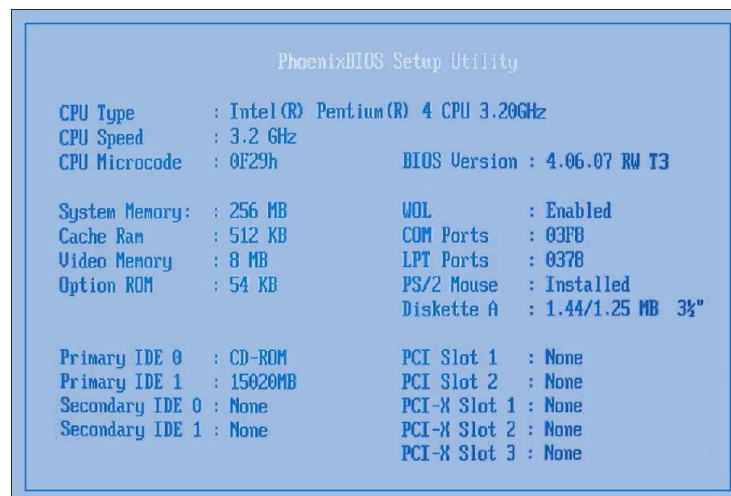 PhoenixBIOS Setup Utility
CPU Type : Intel(R) Pentium(R) 4 CPU 3.20GHz
CPU Speed : 3.2 GHz
CPU Microcode : 0F29h BIOS Version : 4.06.07 RW T3
System Memory: : 256 MB WOL : Enabled
Cache Ram : 512 KB COM Ports : 03F8
Video Memory : 8 MB LPT Ports : 0378
Option ROM : 54 KB PS/2 Mouse : Installed
Diskette A : 1.44/1.25 MB 3½"
Primary IDE 0 : CD-ROM PCI Slot 1 : None
Primary IDE 1 : 15020MB PCI Slot 2 : None
Secondary IDE 0 : None PCI-X Slot 1 : None
Secondary IDE 1 : None PCI-X Slot 2 : None
PCI-X Slot 3 : None